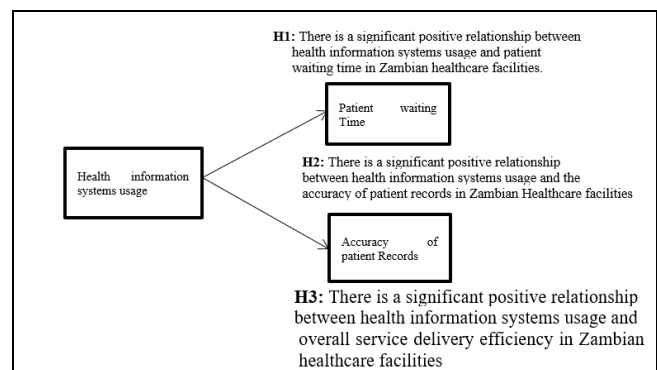 H1: There is a significant positive relationship between
health information systems usage and patient
waiting time in Zambian healthcare facilities.
Patient waiting
Time
Health information
systems usage
H2: There is a significant positive relationship
between health information systems usage and the
accuracy of patient records in Zambian Healthcare facilities
Accuracy of
patient Records
H3: There is a significant positive relationship
between health information systems usage and
overall service delivery efficiency in Zambian
healthcare facilities